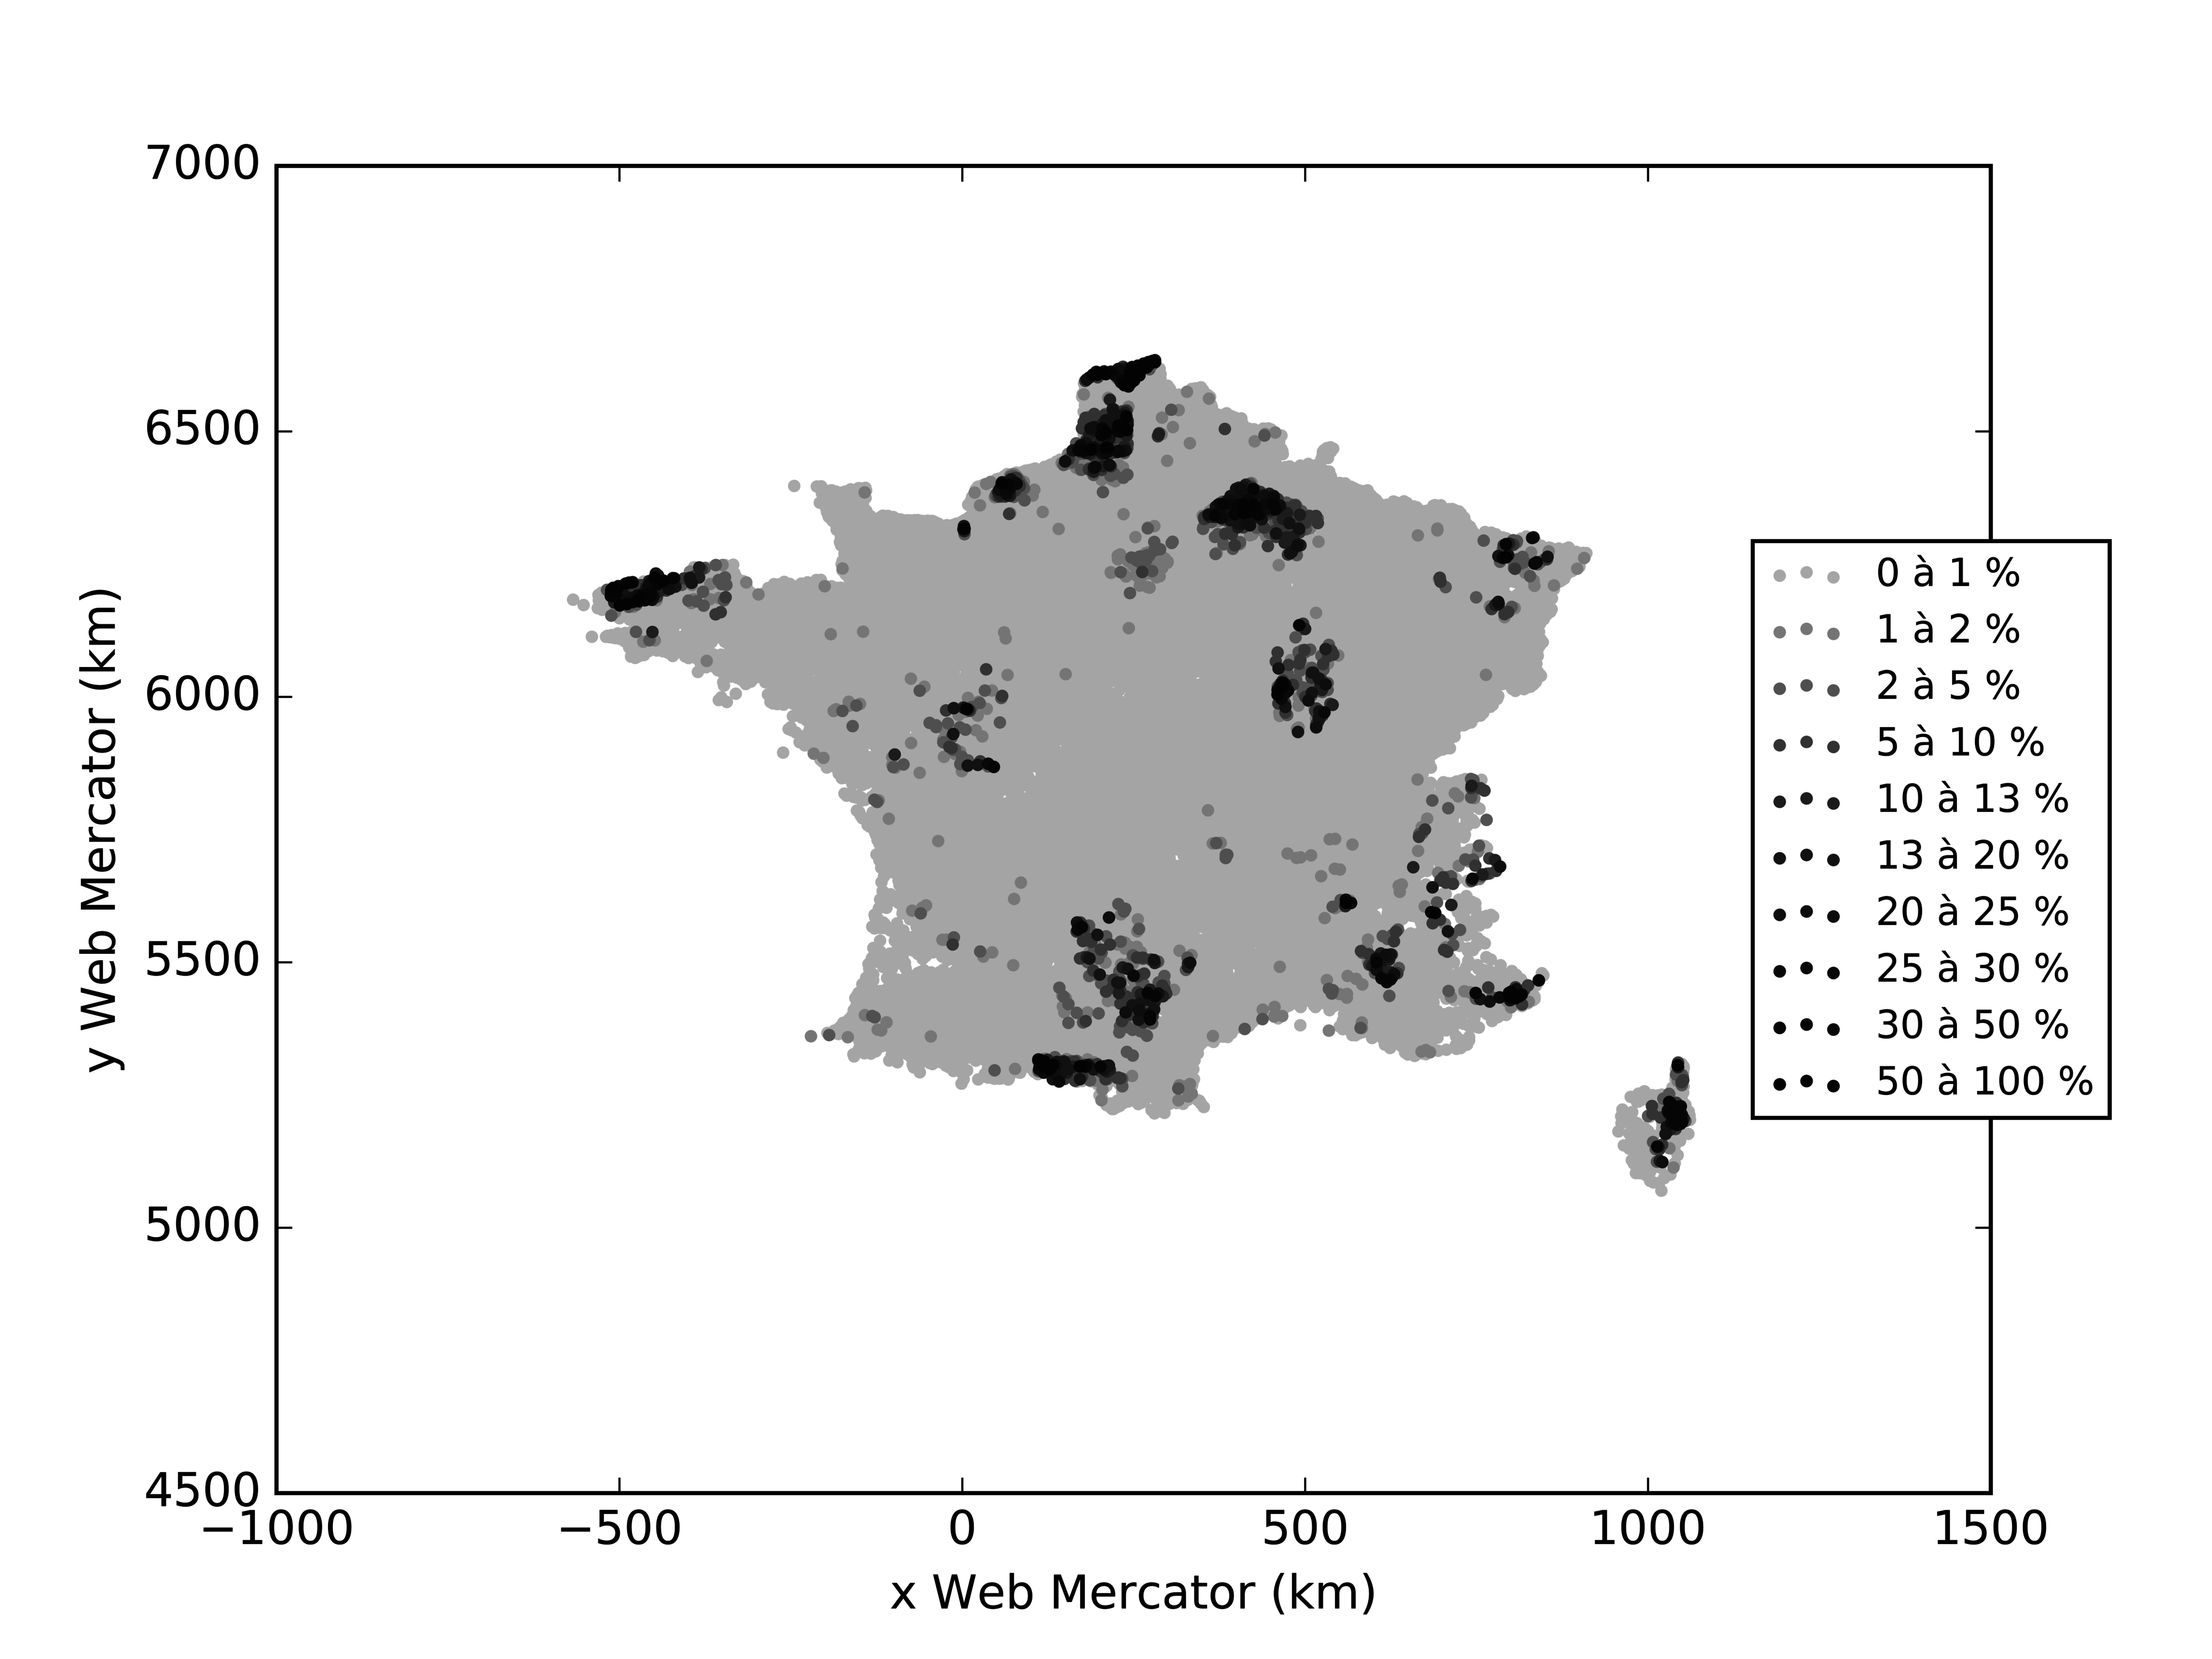 7000
6500
6000
5500
5000
4500
−1000
−500
0
500
1000
1500
x Web Mercator (km)
y Web Mercator (km)
0 à 1 %
1 à 2 %
2 à 5 %
5 à 10 %
10 à 13 %
13 à 20 %
20 à 25 %
25 à 30 %
30 à 50 %
50 à 100 %